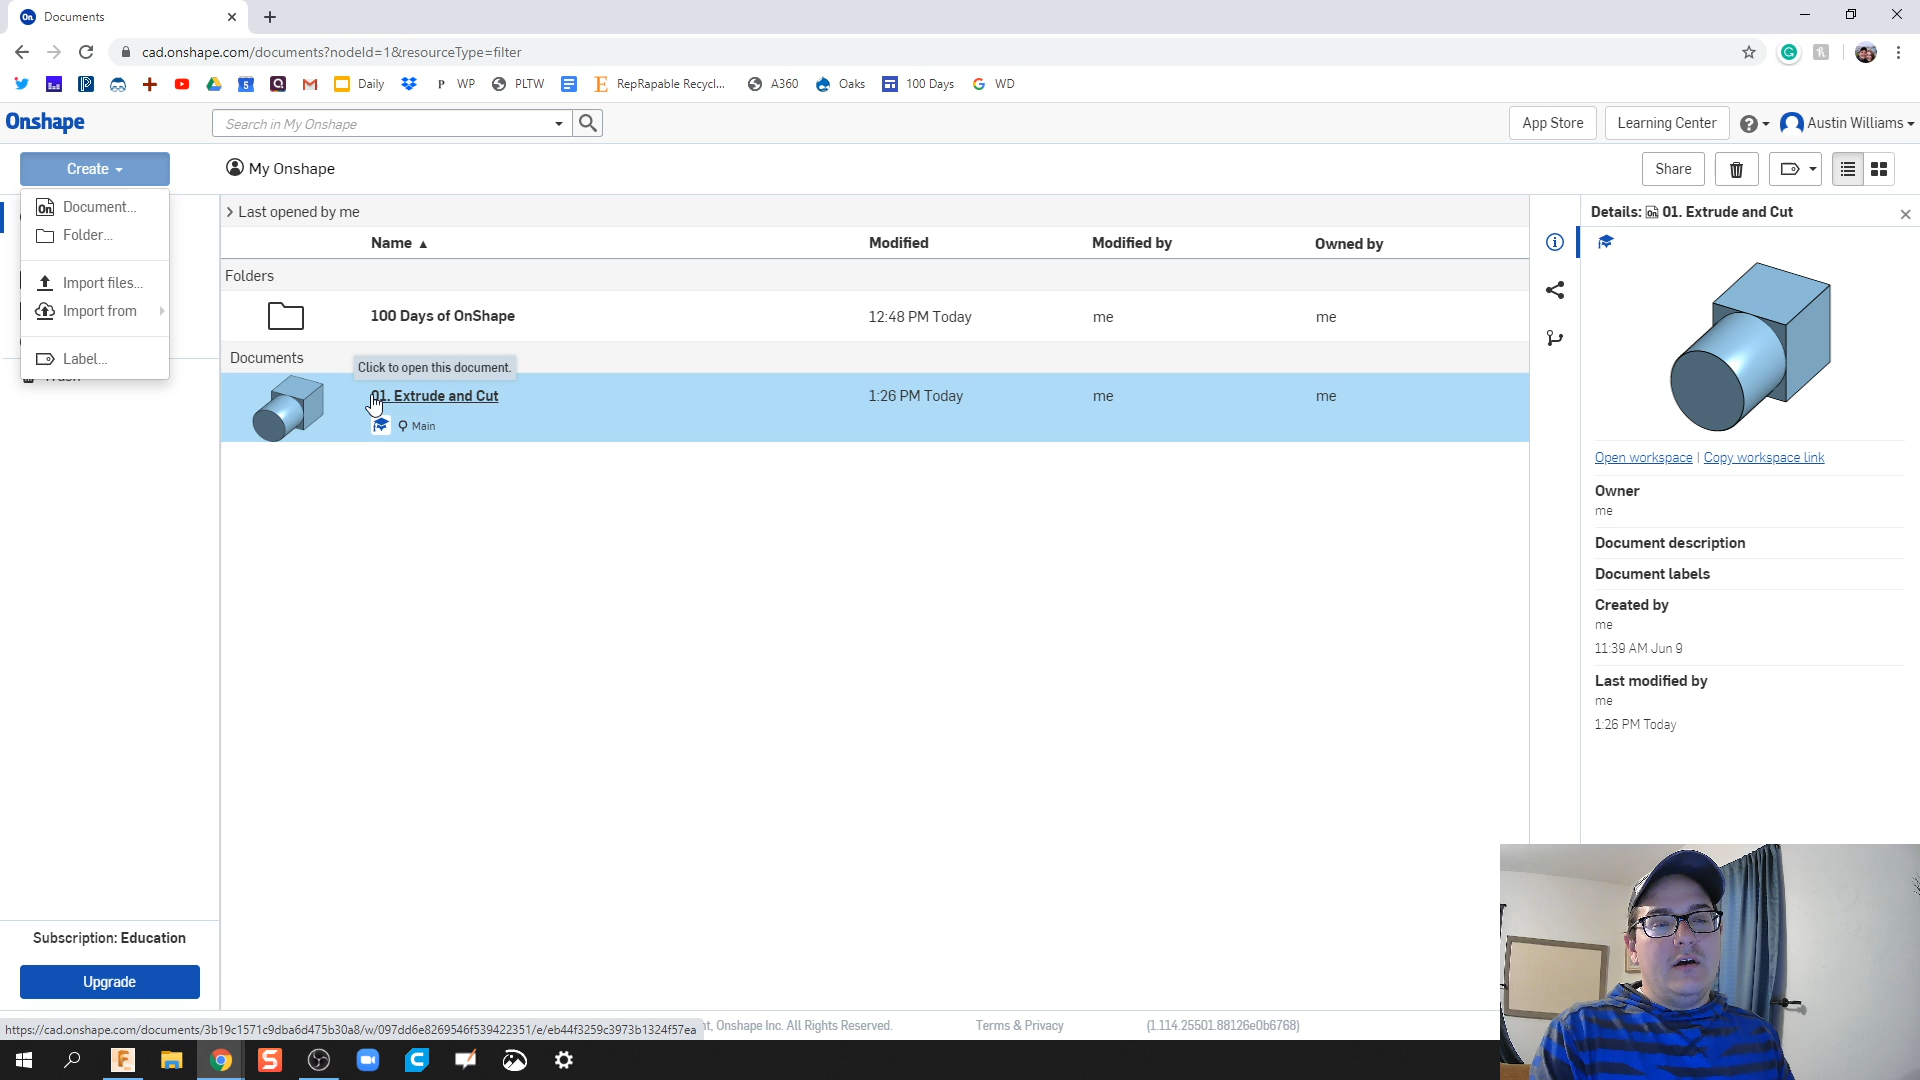 Documents
cad.onshape.com/documents?nodeId=1&resourceType=filter
Daily
WP
PLTW
RepRapable Recycl...
A360
Oaks
100 Days
WD
Onshape
Search in My Onshape
App Store
Learning Center
Austin Williams
Create
My Onshape
Share
Document...
Folder...
Import files...
Import from
Label...
Last opened by me
Name
Modified
Modified by
Owned by
Folders
100 Days of OnShape
12:48 PM Today
me
me
Documents
Click to open this document.
01. Extrude and Cut
1:26 PM Today
me
me
Main
Details: 01. Extrude and Cut
Open workspace | Copy workspace link
Owner
me
Document description
Document labels
Created by
me
11:39 AM Jun 9
Last modified by
me
1:26 PM Today
Subscription: Education
Upgrade
https://cad.onshape.com/documents/3b19c1571c9dba6d475b30a8/w/097dd6e8269546f539422351/e/eb44f3259c3973b1324f57ea
Onshape Inc. All Rights Reserved.
Terms & Privacy
(1.114.25501.88126e0b6768)